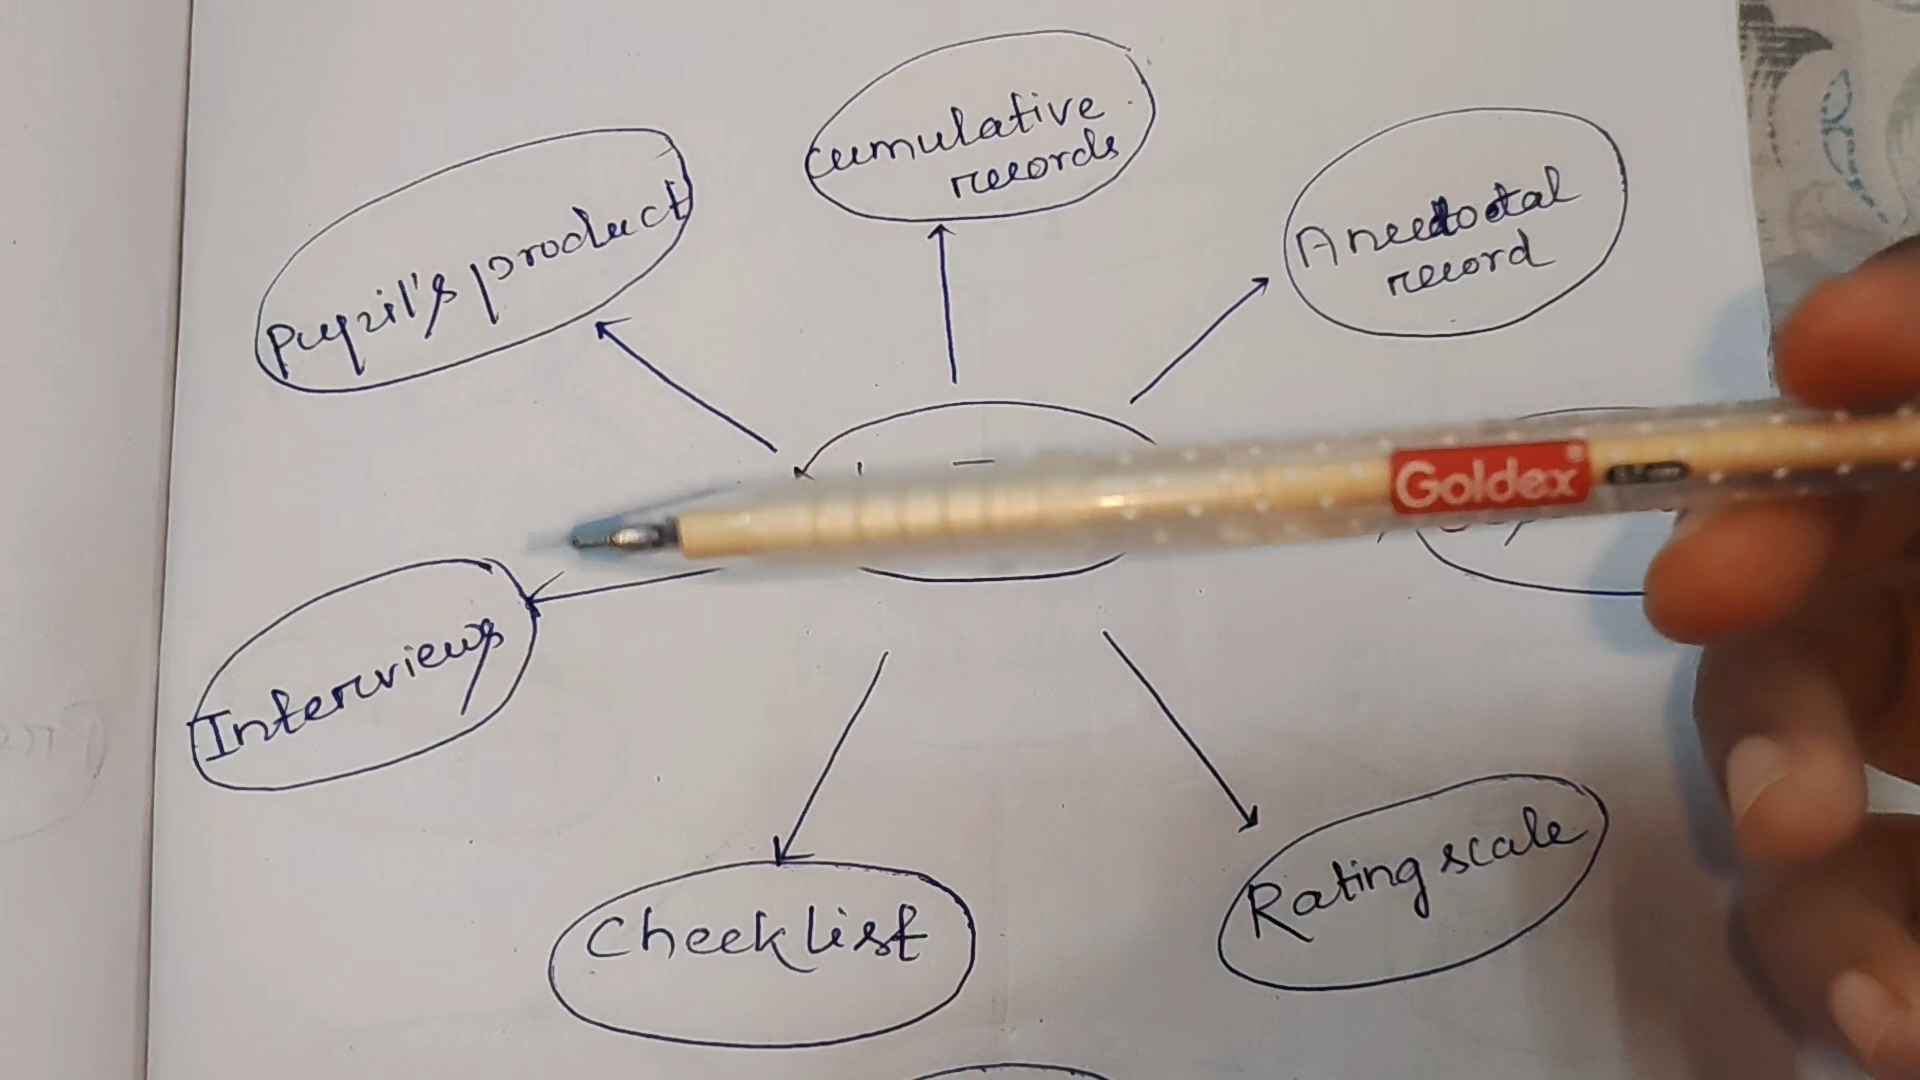 Cumulative
records
Pupil's product
Anecdotal
record
Goldex
Interviews
Checklist
Rating scale